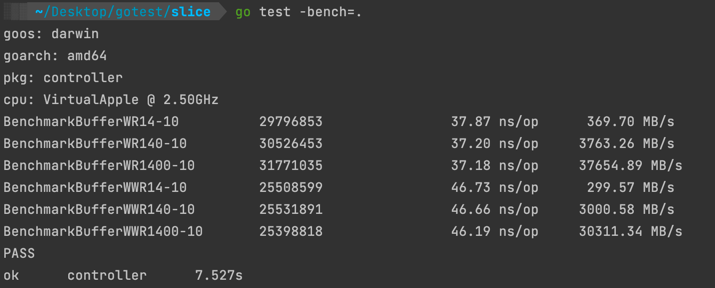 ~/Desktop/gotest/slice go test -bench=.
goos: darwin
goarch: amd64
pkg: controller
cpu: VirtualApple @ 2.50GHz
BenchmarkBufferWR14-10 29796853 37.87 ns/op 369.70 MB/s
BenchmarkBufferWR140-10 30526453 37.20 ns/op 3763.26 MB/s
BenchmarkBufferWR1400-10 31771035 37.18 ns/op 37654.89 MB/s
BenchmarkBufferWWR14-10 25508599 46.73 ns/op 299.57 MB/s
BenchmarkBufferWWR140-10 25531891 46.66 ns/op 3000.58 MB/s
BenchmarkBufferWWR1400-10 25398818 46.19 ns/op 30311.34 MB/s
PASS
ok controller 7.527s